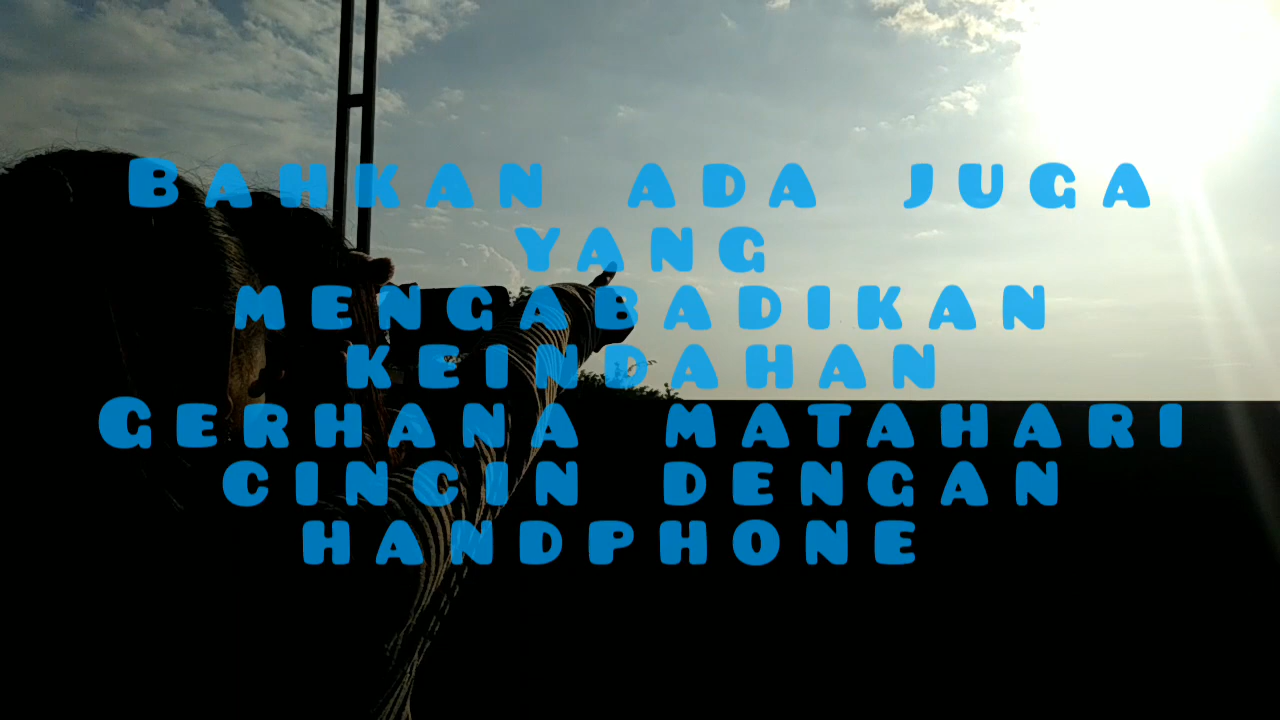 Bahkan ada juga
yang
mengabadikan
keindahan
Gerhana matahari
cincin dengan
handphone